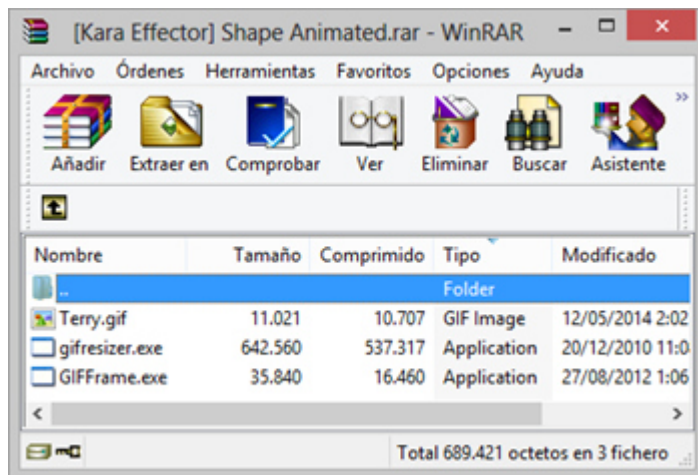 [Kara Effector] Shape Animated.rar - WinRAR
Archivo Órdenes Herramientas Favoritos Opciones Ayuda
Añadir Extraer en Comprobar Ver Eliminar Buscar Asistente
Nombre Tamaño Comprimido Tipo Modificado
.. Folder
Terry.gif 11.021 10.707 GIF Image 12/05/2014 2:02
gifresizer.exe 642.560 537.317 Application 20/12/2010 11:0
GIFFrame.exe 35.840 16.460 Application 27/08/2012 1:06
Total 689.421 octetos en 3 fichero